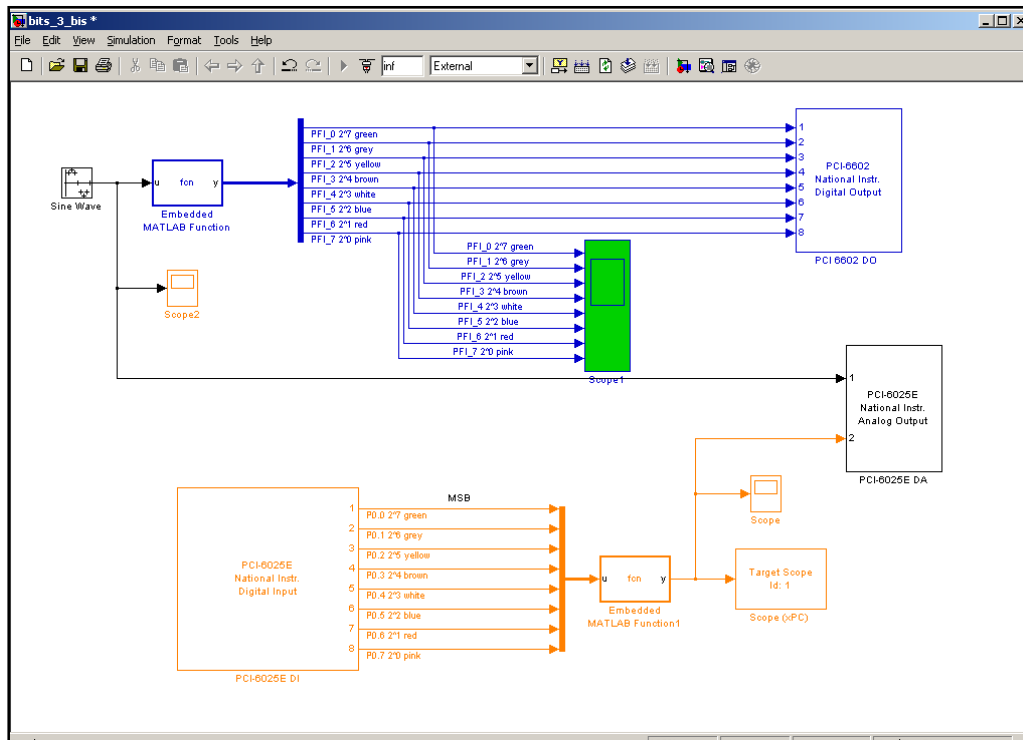 bits_3_bis *
File Edit View Simulation Format Tools Help
inf External
PFI_0 2^7 green
PFI_1 2^6 grey
PFI_2 2^5 yellow
PFI_3 2^4 brown
PFI_4 2^3 white
PFI_5 2^2 blue
PFI_6 2^1 red
PFI_7 2^0 pink
1
2
3
4
5
6
7
8
PCI-6602
National Instr.
Digital Output
PCI 6602 DO
Sine Wave
u fcn y
Embedded
MATLAB Function
Scope2
PFI_0 2^7 green
PFI_1 2^6 grey
PFI_2 2^5 yellow
PFI_3 2^4 brown
PFI_4 2^3 white
PFI_5 2^2 blue
PFI_6 2^1 red
PFI_7 2^0 pink
Scope1
1
2
PCI-6025E
National Instr.
Analog Output
PCI-6025E DA
PCI-6025E
National Instr.
Digital Input
PCI-6025E DI
1
2
3
4
5
6
7
8
MSB
P0.0 2^7 green
P0.1 2^6 grey
P0.2 2^5 yellow
P0.3 2^4 brown
P0.4 2^3 white
P0.5 2^2 blue
P0.6 2^1 red
P0.7 2^0 pink
u fcn y
Embedded
MATLAB Function1
Scope
Target Scope
Id: 1
Scope (xPC)